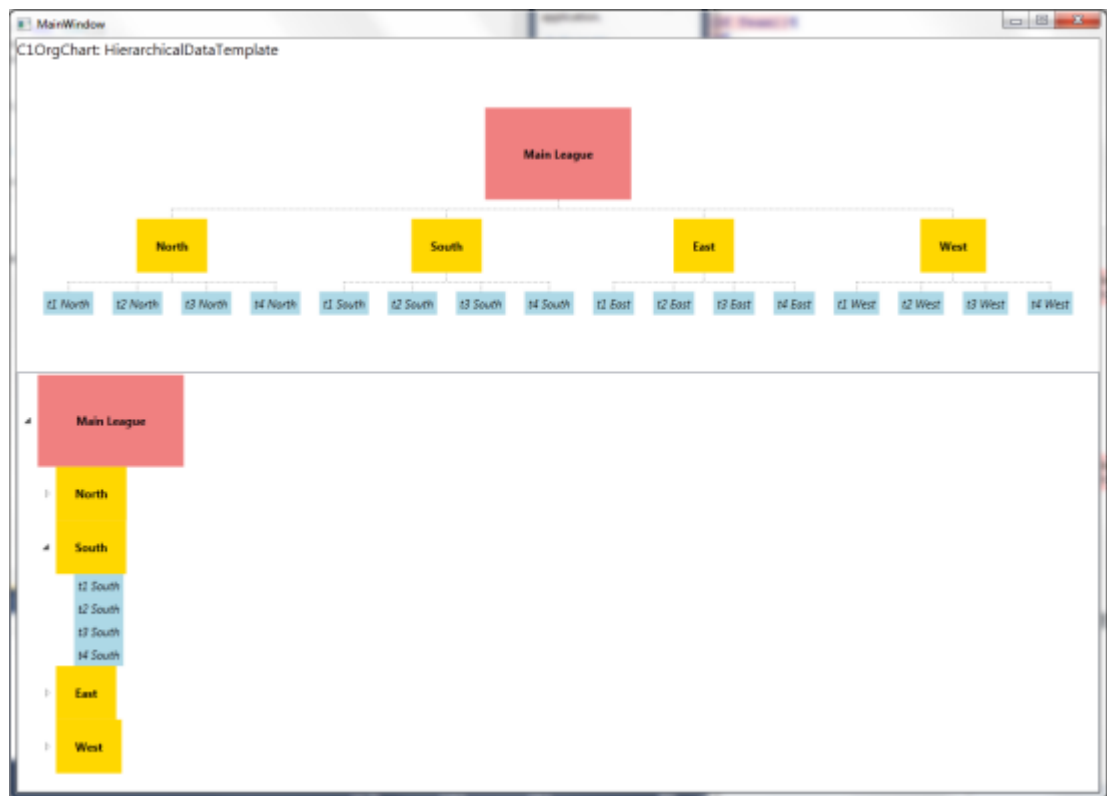 MainWindow
application.
C1OrgChart: HierarchicalDataTemplate
Main League
North South East West
t1 North t2 North t3 North t4 North t1 South t2 South t3 South t4 South t1 East t2 East t3 East t4 East t1 West t2 West t3 West t4 West
Main League
North
South
t1 South
t2 South
t3 South
t4 South
East
West